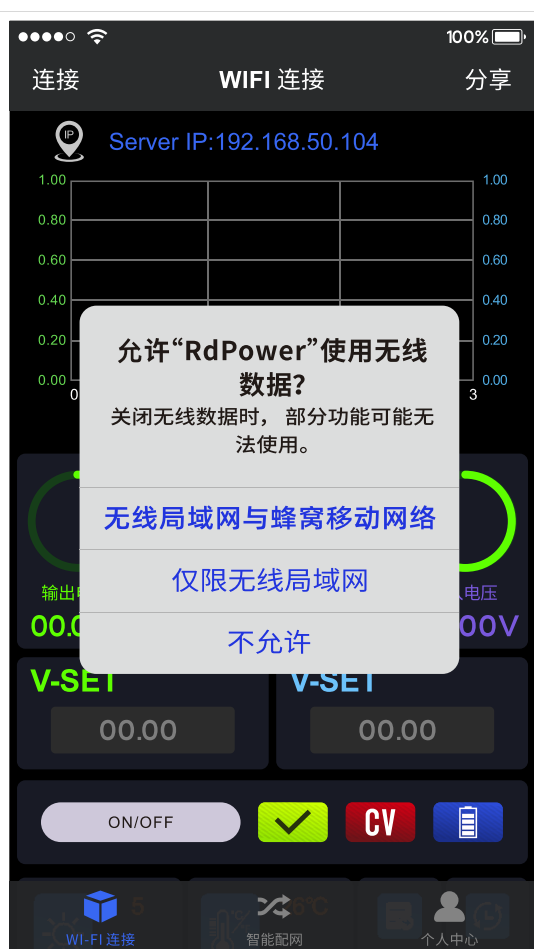 100%
连接 WIFI 连接 分享
IP Server IP:192.168.50.104
1.00 1.00
0.80 0.80
0.60 0.60
0.40 0.40
0.20 0.20
0.00 0.00
0 3
允许“RdPower”使用无线
数据?
关闭无线数据时， 部分功能可能无
法使用。
无线局域网与蜂窝移动网络
仅限无线局域网
不允许
输出 电压
00.0 00V
V-SET V-SET
00.00 00.00
ON/OFF CV
5 6°C
WI-FI 连接 智能配网 个人中心